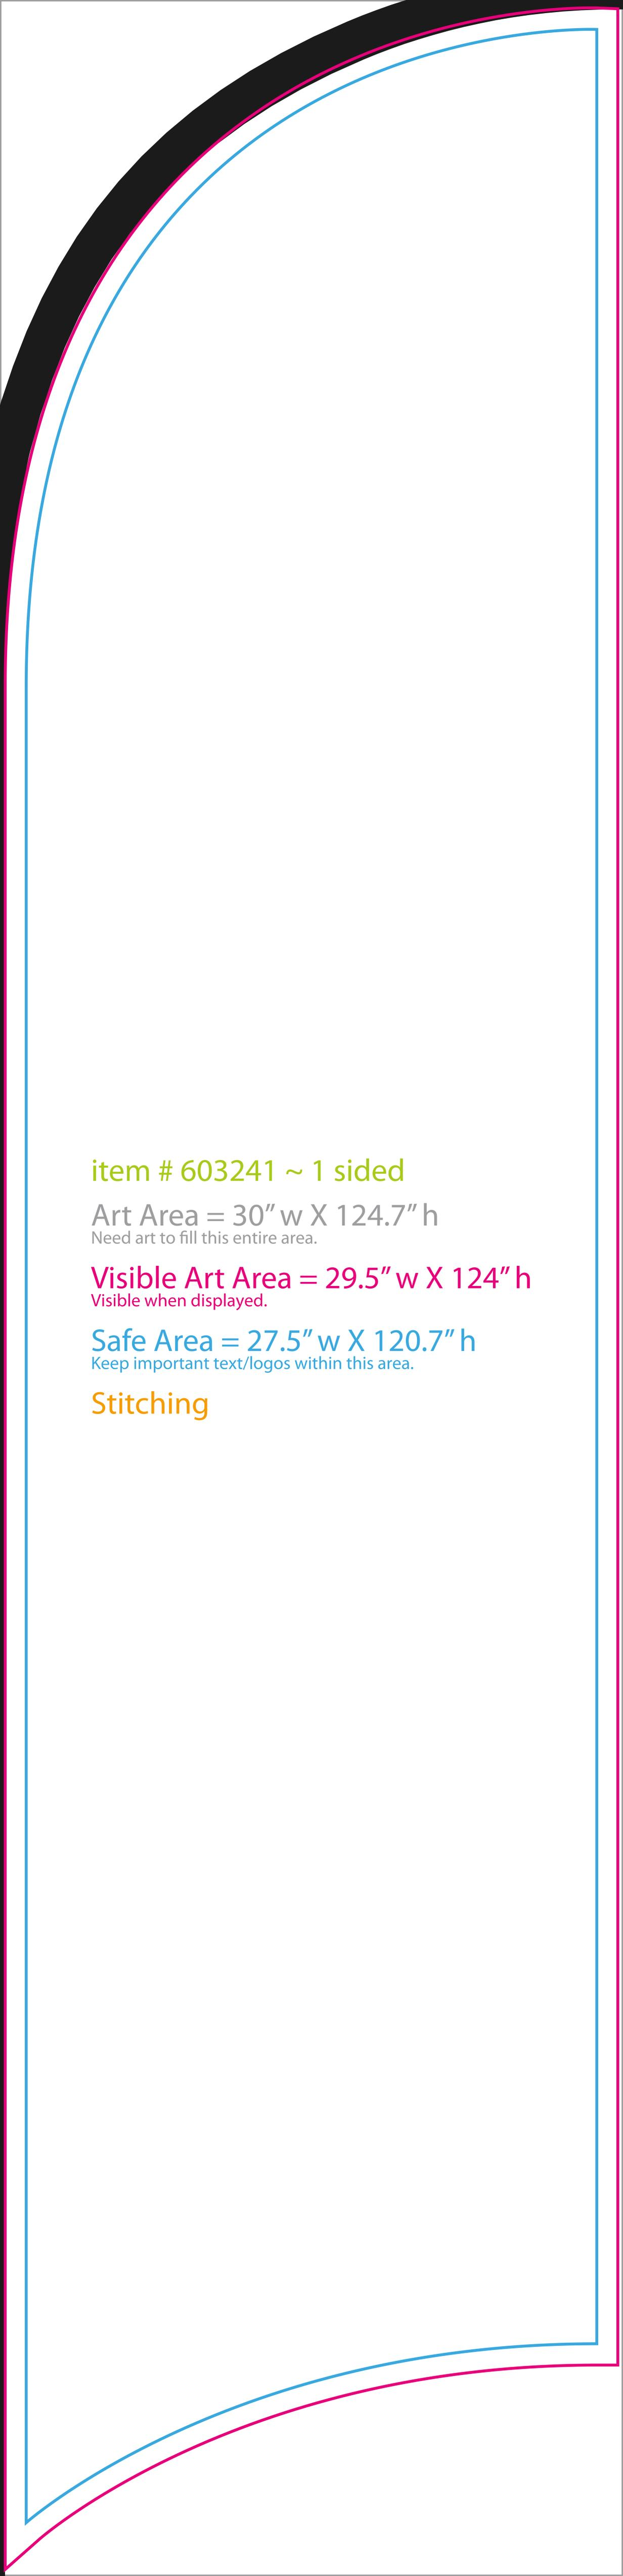 item # 603241 ~ 1 sided
Art Area = 30” w X 124.7” h
Need art to fill this entire area.
Visible Art Area = 29.5” w X 124” h
Visible when displayed.
Safe Area = 27.5” w X 120.7” h
Keep important text/logos within this area.
Stitching